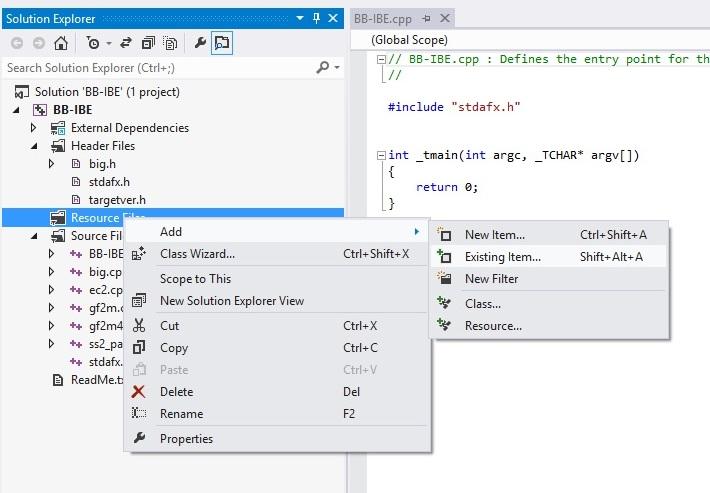 Solution Explorer
Search Solution Explorer (Ctrl+;)
Solution 'BB-IBE' (1 project)
BB-IBE
External Dependencies
Header Files
big.h
stdafx.h
targetver.h
Resource Files
Source Fil
BB-IBE
big.cp
ec2.cp
gf2m.c
gf2m4
ss2_pa
stdafx.
ReadMe.tx
Add
Class Wizard... Ctrl+Shift+X
Scope to This
New Solution Explorer View
Cut Ctrl+X
Copy Ctrl+C
Paste Ctrl+V
Delete Del
Rename F2
Properties
New Item... Ctrl+Shift+A
Existing Item... Shift+Alt+A
New Filter
Class...
Resource...
BB-IBE.cpp
(Global Scope)
// BB-IBE.cpp : Defines the entry point for th
//
#include "stdafx.h"
int _tmain(int argc, _TCHAR* argv[])
{
return 0;
}